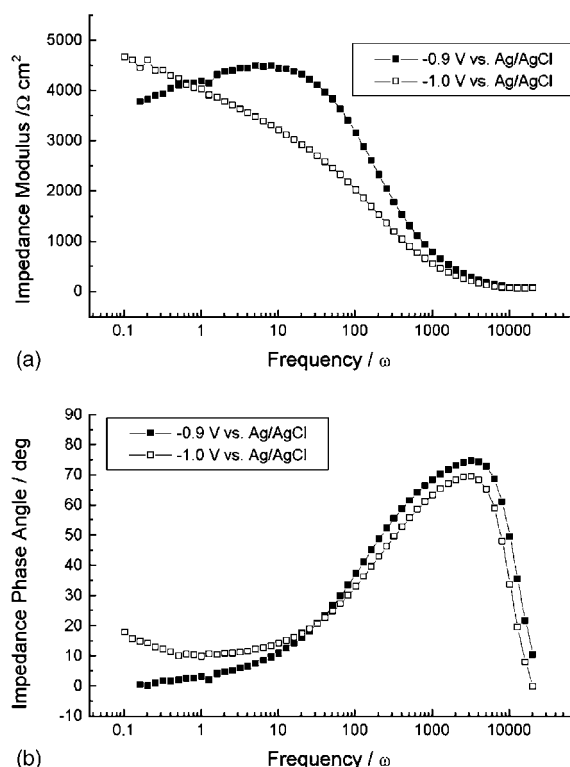 5000
4000
3000
2000
1000
0
Impedance Modulus /Ω cm²
-0.9 V vs. Ag/AgCl
-1.0 V vs. Ag/AgCl
0.1 1 10 100 1000 10000
(a)
Frequency / ω
90
80
70
60
50
40
30
20
10
0
-10
Impedance Phase Angle / deg
-0.9 V vs. Ag/AgCl
-1.0 V vs. Ag/AgCl
0.1 1 10 100 1000 10000
(b)
Frequency / ω